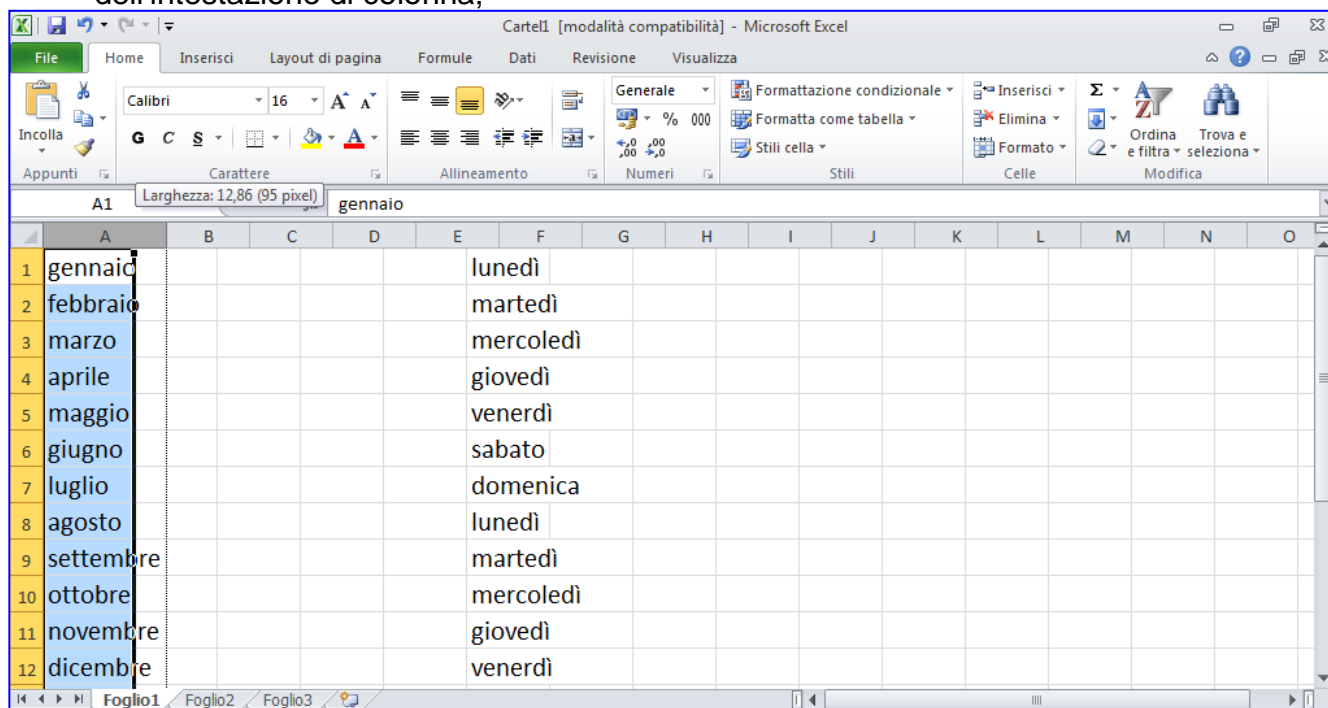 dell'intestazione di colonna;
Cartel1 [modalità compatibilità] - Microsoft Excel
File Home Inserisci Layout di pagina Formule Dati Revisione Visualizza
Calibri 16 A A Generale Formattazione condizionale Inserisci Σ
Incolla % 000 Formatta come tabella Elimina Ordina e filtra Trova e seleziona
G C S A ,0 ,00 ,00 ,0 Stili cella Formato
Appunti Carattere Allineamento Numeri Stili Celle Modifica
Larghezza: 12,86 (95 pixel)
A1 gennaio
A B C D E F G H I J K L M N O
1 gennaio lunedì
2 febbraio martedì
3 marzo mercoledì
4 aprile giovedì
5 maggio venerdì
6 giugno sabato
7 luglio domenica
8 agosto lunedì
9 settembre martedì
10 ottobre mercoledì
11 novembre giovedì
12 dicembre venerdì
Foglio1 Foglio2 Foglio3